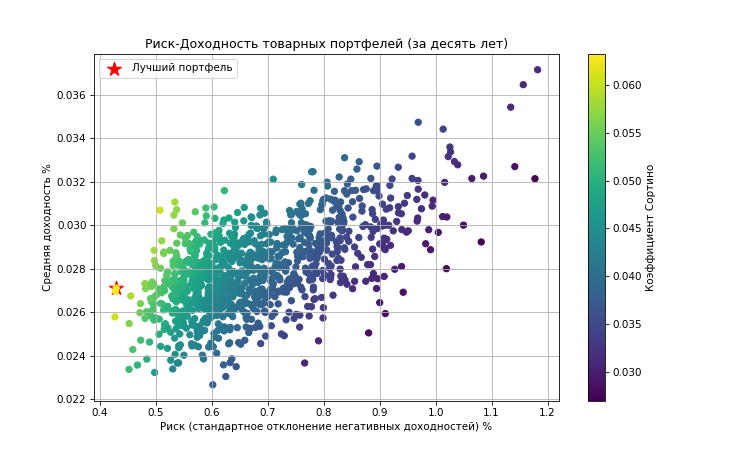 Риск-Доходность товарных портфелей (за десять лет)
Лучший портфель
Средняя доходность %
0.036
0.034
0.032
0.030
0.028
0.026
0.024
0.022
0.4 0.5 0.6 0.7 0.8 0.9 1.0 1.1 1.2
Риск (стандартное отклонение негативных доходностей) %
0.060
0.055
0.050
0.045
0.040
0.035
0.030
Коэффициент Сортино